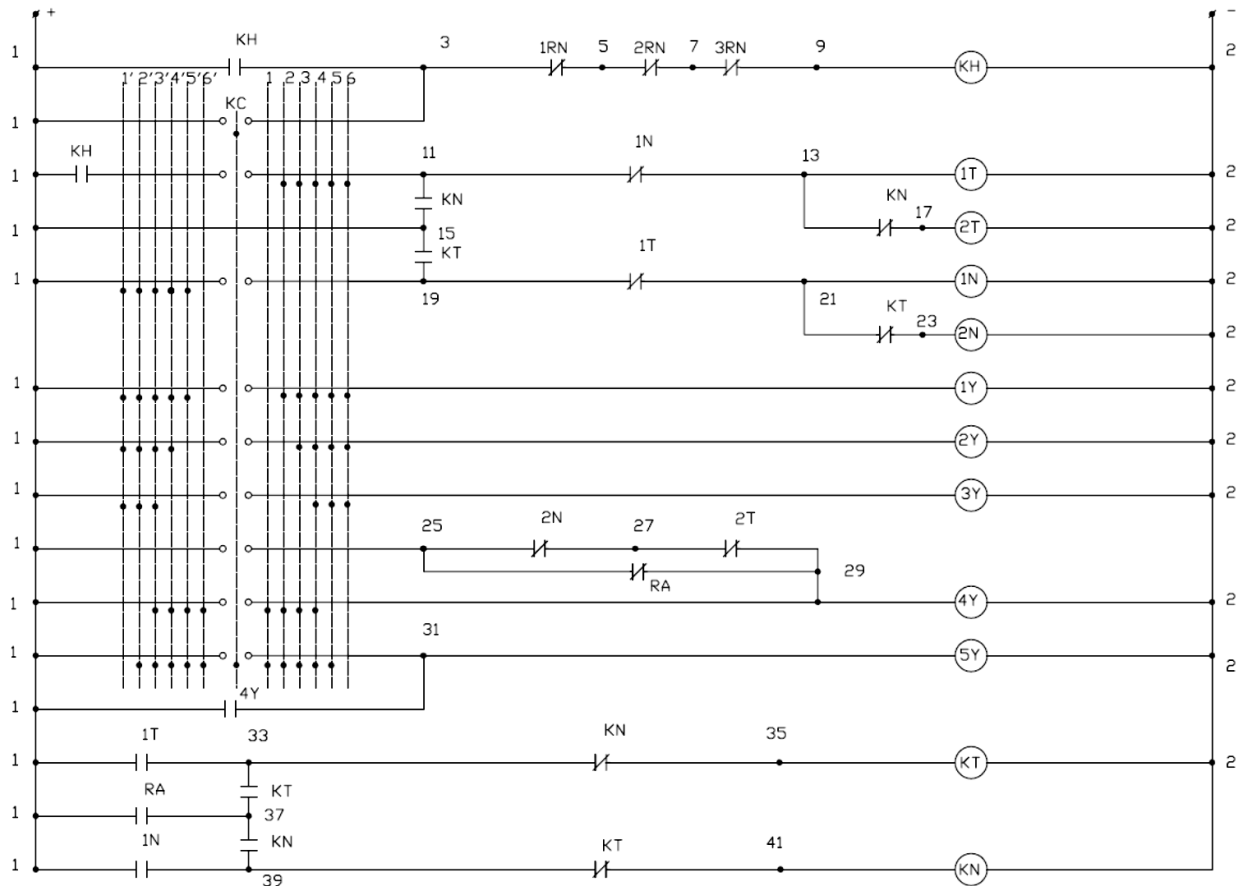 + -
KH 3 1RN 5 2RN 7 3RN 9
1 KH 2
1' 2' 3' 4' 5' 6' 1 2 3 4 5 6
KC
1
KH 11 1N 13
1 1T 2
KN KN 17
1 15 2T 2
KT 1T
1 1N 2
19 21
KT 23
1 2N 2
1 1Y 2
1 2Y 2
1 3Y 2
25 2N 27 2T
1
RA 29
1 4Y 2
31
1 5Y 2
4Y
1
1T 33 KN 35
1 KT 2
RA KT
1 37
1N KN KT 41
1 KN
39